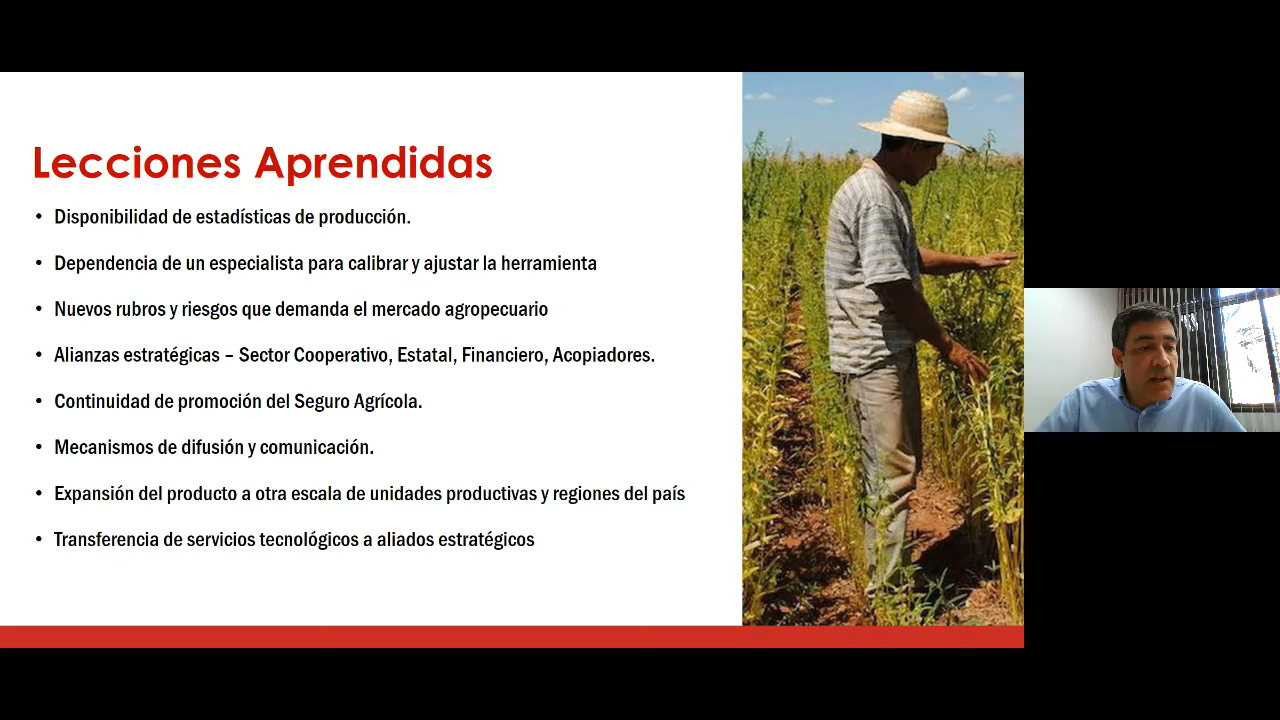 Lecciones Aprendidas
• Disponibilidad de estadísticas de producción.
• Dependencia de un especialista para calibrar y ajustar la herramienta
• Nuevos rubros y riesgos que demanda el mercado agropecuario
• Alianzas estratégicas – Sector Cooperativo, Estatal, Financiero, Acopiadores.
• Continuidad de promoción del Seguro Agrícola.
• Mecanismos de difusión y comunicación.
• Expansión del producto a otra escala de unidades productivas y regiones del país
• Transferencia de servicios tecnológicos a aliados estratégicos